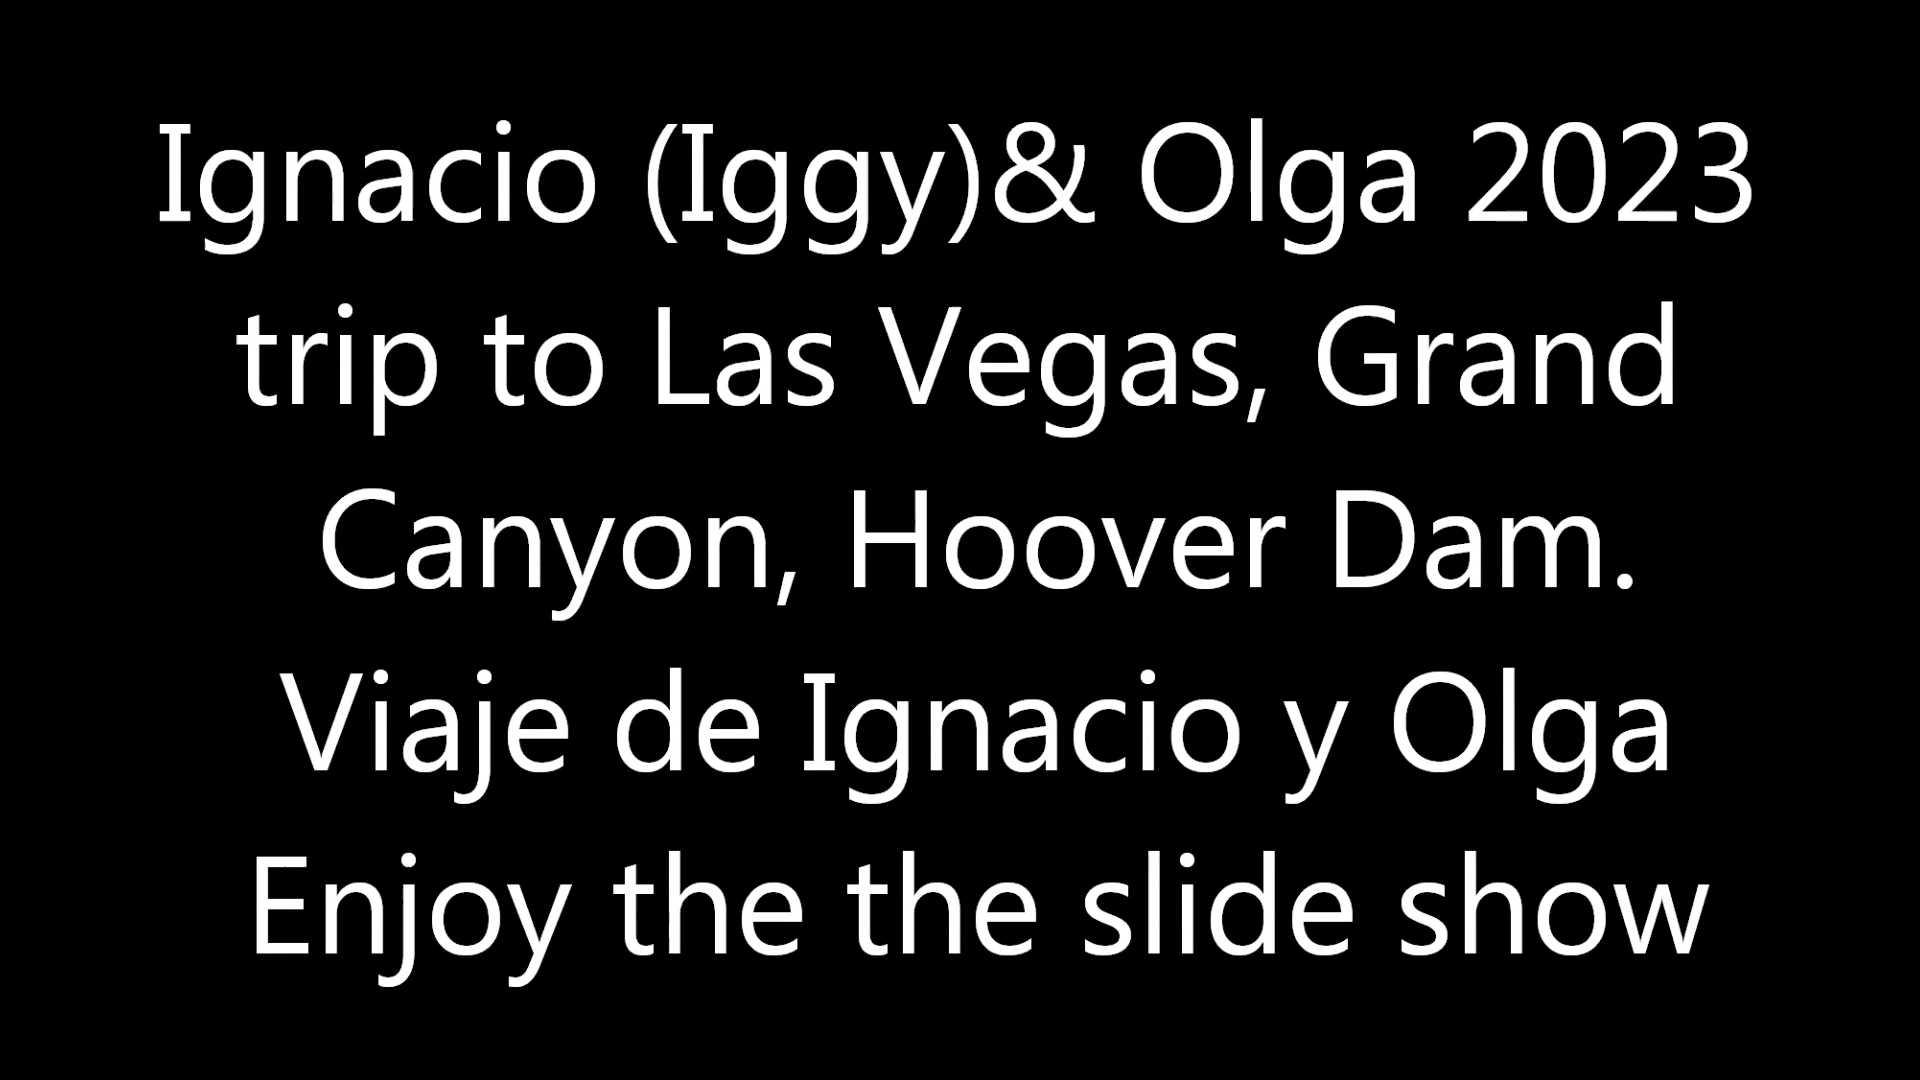 Ignacio (Iggy)& Olga 2023
trip to Las Vegas, Grand
Canyon, Hoover Dam.
Viaje de Ignacio y Olga
Enjoy the the slide show